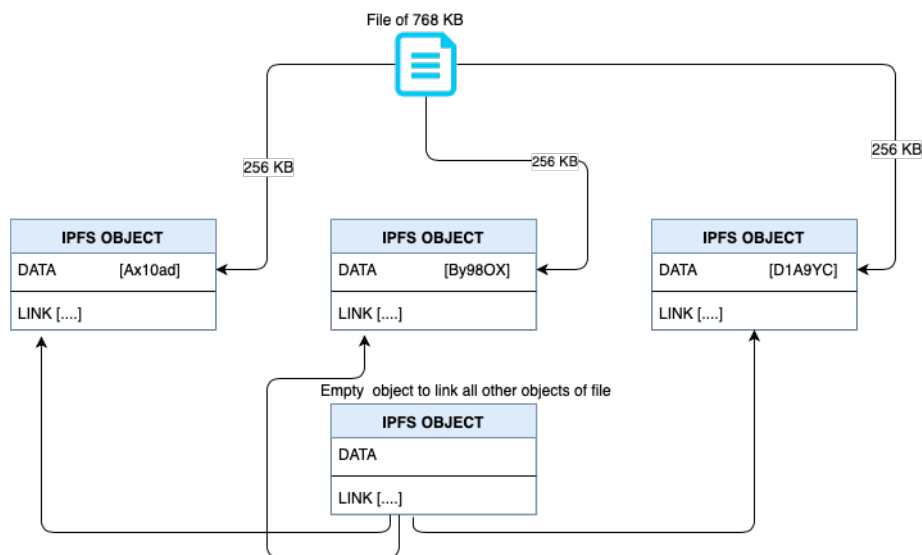 File of 768 KB
256 KB
256 KB
256 KB
IPFS OBJECT
DATA [Ax10ad]
LINK [....]
IPFS OBJECT
DATA [By98OX]
LINK [....]
IPFS OBJECT
DATA [D1A9YC]
LINK [....]
Empty object to link all other objects of file
IPFS OBJECT
DATA
LINK [....]